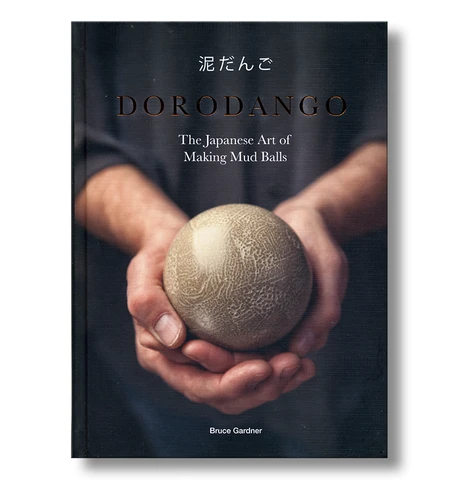 泥だんご
DORODANGO
The Japanese Art of
Making Mud Balls
Bruce Gardner